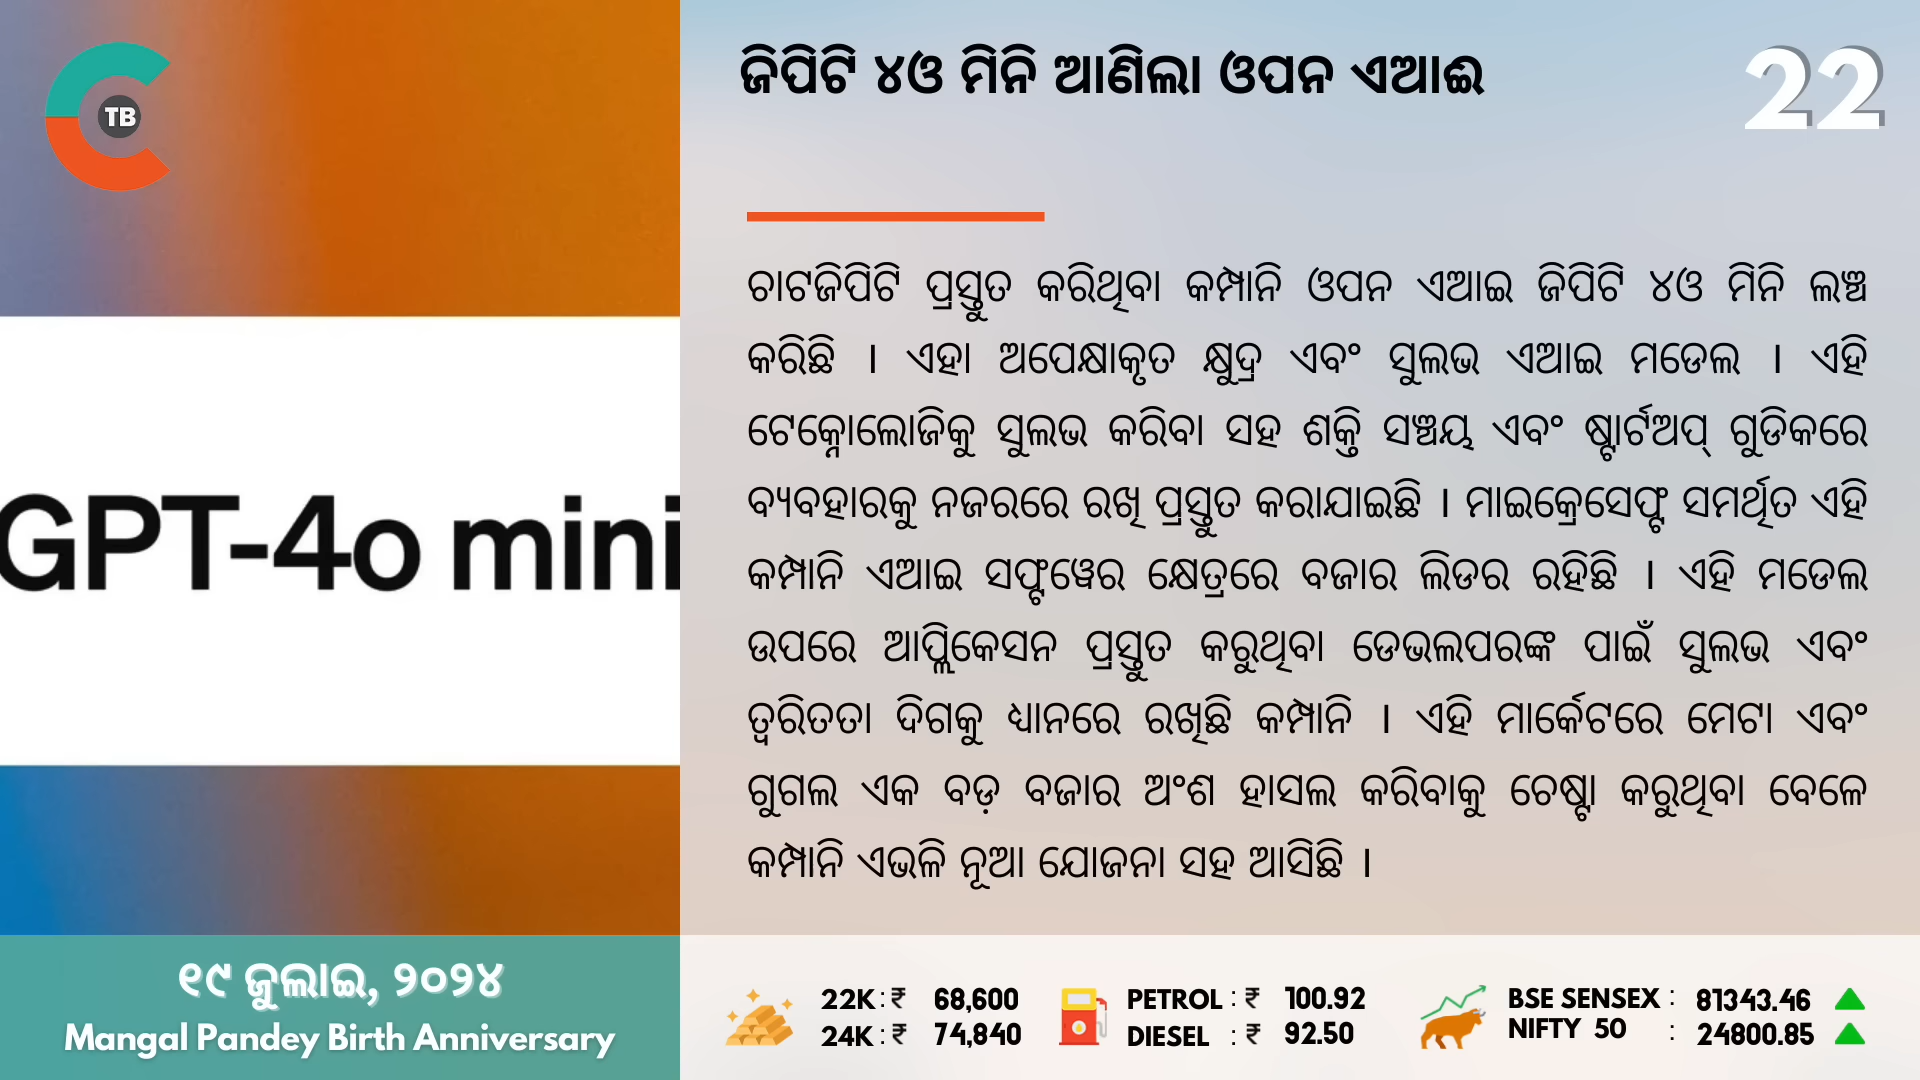 TB
ଜିପିଟି ୪ଓ ମିନି ଆଣିଲା ଓପନ ଏଆଈ
22
ଚାଟଜିପିଟି ପ୍ରସ୍ତୁତ କରିଥିବା କମ୍ପାନି ଓପନ ଏଆଇ ଜିପିଟି ୪ଓ ମିନି ଲଞ୍ଚ
କରିଛି । ଏହା ଅପେକ୍ଷାକୃତ କ୍ଷୁଦ୍ର ଏବଂ ସୁଲଭ ଏଆଇ ମଡେଲ । ଏହି
ଟେକ୍ନୋଲୋଜିକୁ ସୁଲଭ କରିବା ସହ ଶକ୍ତି ସଞ୍ଚୟ ଏବଂ ଷ୍ଟାର୍ଟଅପ୍ ଗୁଡିକରେ
ବ୍ୟବହାରକୁ ନଜରରେ ରଖି ପ୍ରସ୍ତୁତ କରାଯାଇଛି । ମାଇକ୍ରେସେଫ୍ଟ ସମର୍ଥିତ ଏହି
କମ୍ପାନି ଏଆଇ ସଫ୍ଟୱେର କ୍ଷେତ୍ରରେ ବଜାର ଲିଡର ରହିଛି । ଏହି ମଡେଲ
ଉପରେ ଆପ୍ଲିକେସନ ପ୍ରସ୍ତୁତ କରୁଥିବା ଡେଭଲପରଙ୍କ ପାଇଁ ସୁଲଭ ଏବଂ
ତ୍ୱରିତତା ଦିଗକୁ ଧ୍ୟାନରେ ରଖିଛି କମ୍ପାନି । ଏହି ମାର୍କେଟରେ ମେଟା ଏବଂ
ଗୁଗଲ ଏକ ବଡ଼ ବଜାର ଅଂଶ ହାସଲ କରିବାକୁ ଚେଷ୍ଟା କରୁଥିବା ବେଳେ
କମ୍ପାନି ଏଭଳି ନୂଆ ଯୋଜନା ସହ ଆସିଛି ।
GPT-4o mini
୧୯ ଜୁଲାଇ, ୨୦୨୪
Mangal Pandey Birth Anniversary
22K : ₹ 68,600
24K : ₹ 74,840
PETROL : ₹ 100.92
DIESEL : ₹ 92.50
BSE SENSEX : 81343.46
NIFTY 50 : 24800.85